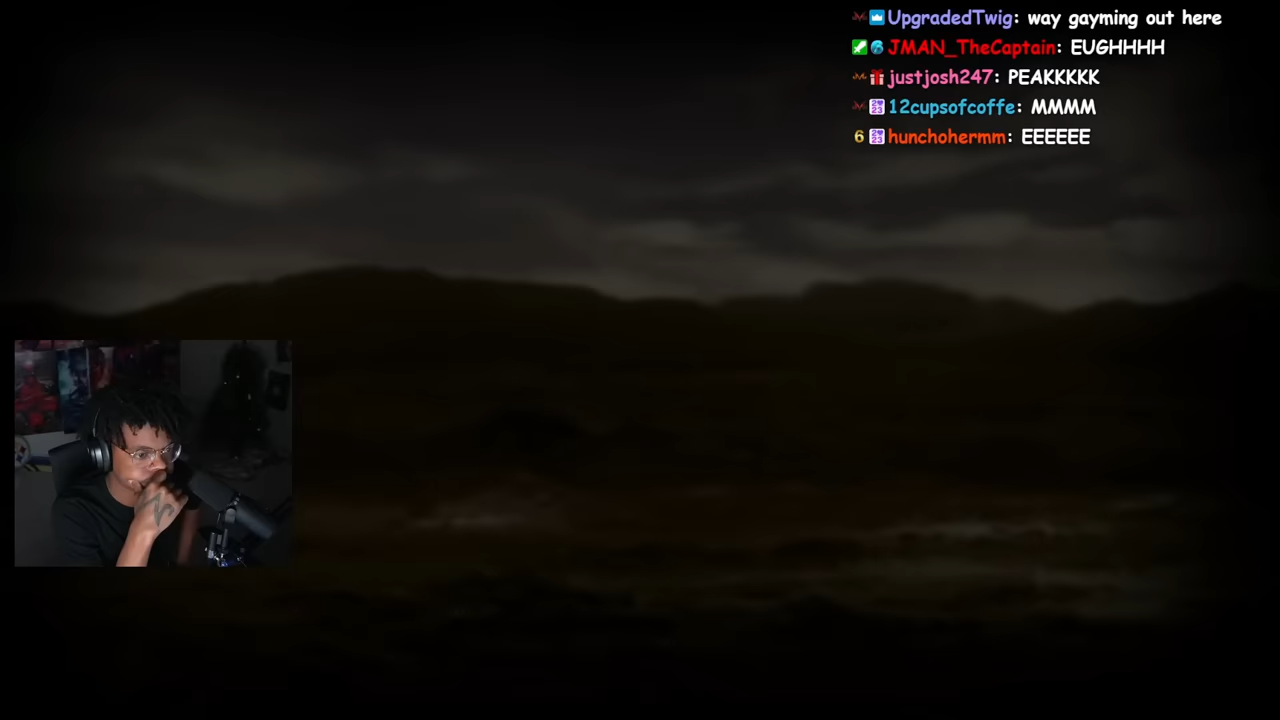 UpgradedTwig: way gayming out here
JMAN_TheCaptain: EUGHHHH
justjosh247: PEAKKKKK
12cupsofcoffe: MMMM
6 hunchohermm: EEEEEE